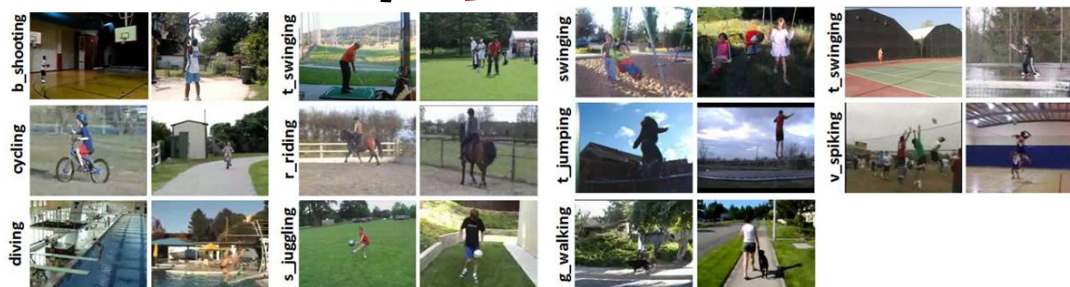 b_shooting
t_swinging
swinging
t_swinging
cycling
r_riding
t_jumping
v_spiking
diving
s_juggling
g_walking